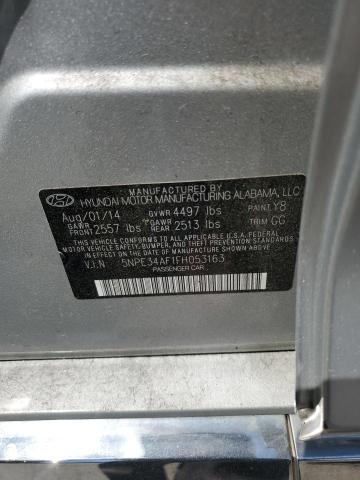 MANUFACTURED BY
HYUNDAI MOTOR MANUFACTURING ALABAMA, LLC
Aug/01/14 GVWR 4497 lbs PAINT Y8
GAWR FRONT 2557 lbs GAWR REAR 2513 lbs TRIM GG
THIS VEHICLE CONFORMS TO ALL APPLICABLE FEDERAL
MOTOR VEHICLE SAFETY, BUMPER, AND THEFT PREVENTION STANDARDS
IN EFFECT ON THE DATE OF MANUFACTURE SHOWN ABOVE.
V.I.N 5NPE34AF1FH053163
PASSENGER CAR